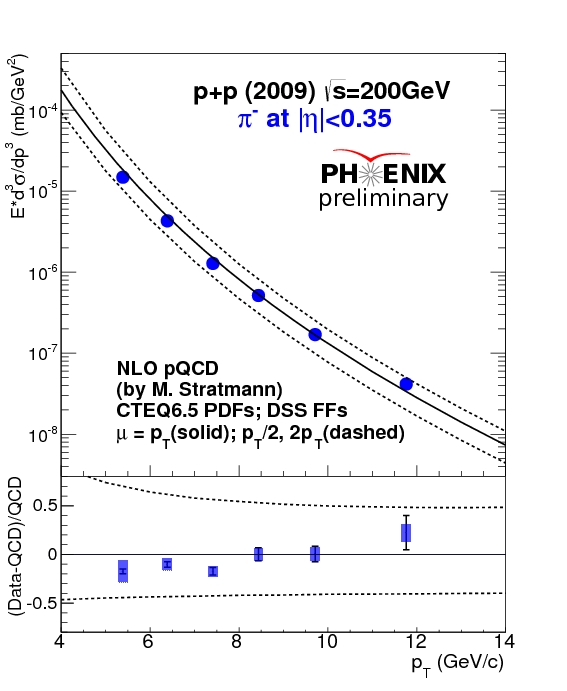 E*d³σ/dp³ (mb/GeV²)
10⁻⁴
10⁻⁵
10⁻⁶
10⁻⁷
10⁻⁸
p+p (2009) √s=200GeV
π⁻ at |η|<0.35
PHENIX
preliminary
NLO pQCD
(by M. Stratmann)
CTEQ6.5 PDFs; DSS FFs
μ = p_T(solid); p_T/2, 2p_T(dashed)
(Data-QCD)/QCD
0.5
0
-0.5
4 6 8 10 12 14
p_T (GeV/c)